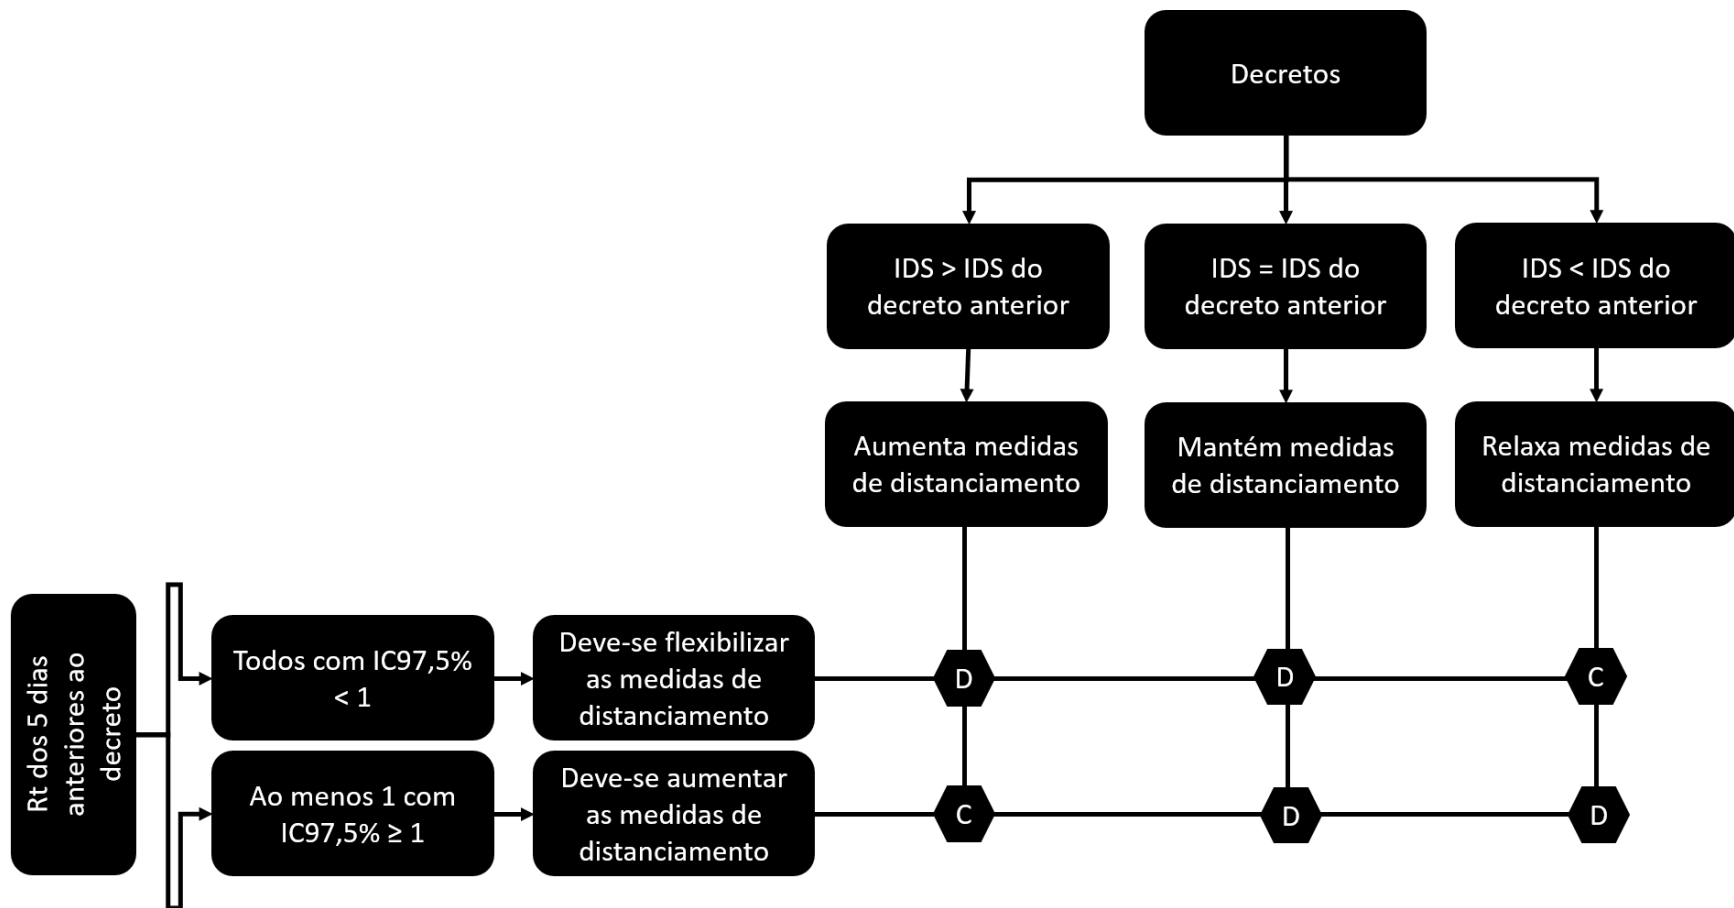 Decretos
IDS > IDS do
decreto anterior
IDS = IDS do
decreto anterior
IDS < IDS do
decreto anterior
Aumenta medidas
de distanciamento
Mantém medidas
de distanciamento
Relaxa medidas de
distanciamento
Rt dos 5 dias
anteriores ao
decreto
Todos com IC97,5%
< 1
Deve-se flexibilizar
as medidas de
distanciamento
D
D
C
Ao menos 1 com
IC97,5% ≥ 1
Deve-se aumentar
as medidas de
distanciamento
C
D
D